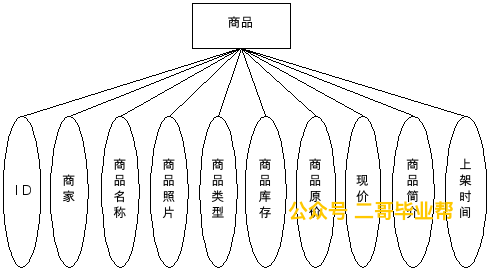 商品
ID
商家
商品名称
商品照片
商品类型
商品库存
商品原价
现价
商品简介
上架时间
公众号 二哥毕业帮